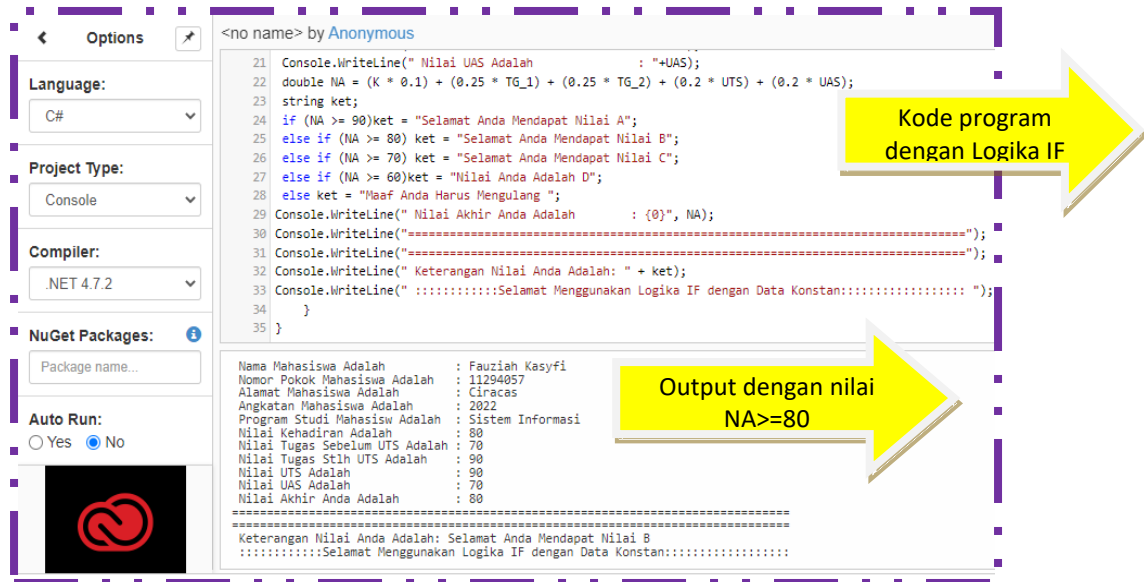 Options
<no name> by Anonymous
Language:
C#
Project Type:
Console
Compiler:
.NET 4.7.2
NuGet Packages:
Package name...
Auto Run:
Yes No
21 Console.WriteLine(" Nilai UAS Adalah : "+UAS);
22 double NA = (K * 0.1) + (0.25 * TG_1) + (0.25 * TG_2) + (0.2 * UTS) + (0.2 * UAS);
23 string ket;
24 if (NA >= 90)ket = "Selamat Anda Mendapat Nilai A";
25 else if (NA >= 80) ket = "Selamat Anda Mendapat Nilai B";
26 else if (NA >= 70) ket = "Selamat Anda Mendapat Nilai C";
27 else if (NA >= 60)ket = "Nilai Anda Adalah D";
28 else ket = "Maaf Anda Harus Mengulang ";
29 Console.WriteLine(" Nilai Akhir Anda Adalah : {0}", NA);
30 Console.WriteLine("================================================================================");
31 Console.WriteLine("================================================================================");
32 Console.WriteLine(" Keterangan Nilai Anda Adalah: " + ket);
33 Console.WriteLine(" ::::::::::::Selamat Menggunakan Logika IF dengan Data Konstan:::::::::::::::::: ");
34 }
35 }
Kode program
dengan Logika IF
Nama Mahasiswa Adalah : Fauziah Kasyfi
Nomor Pokok Mahasiswa Adalah : 11294057
Alamat Mahasiswa Adalah : Ciracas
Angkatan Mahasiswa Adalah : 2022
Program Studi Mahasisw Adalah : Sistem Informasi
Nilai Kehadiran Adalah : 80
Nilai Tugas Sebelum UTS Adalah : 70
Nilai Tugas Stlh UTS Adalah : 90
Nilai UTS Adalah : 90
Nilai UAS Adalah : 70
Nilai Akhir Anda Adalah : 80
================================================================================
================================================================================
Keterangan Nilai Anda Adalah: Selamat Anda Mendapat Nilai B
::::::::::::Selamat Menggunakan Logika IF dengan Data Konstan::::::::::::::::::
Output dengan nilai
NA>=80